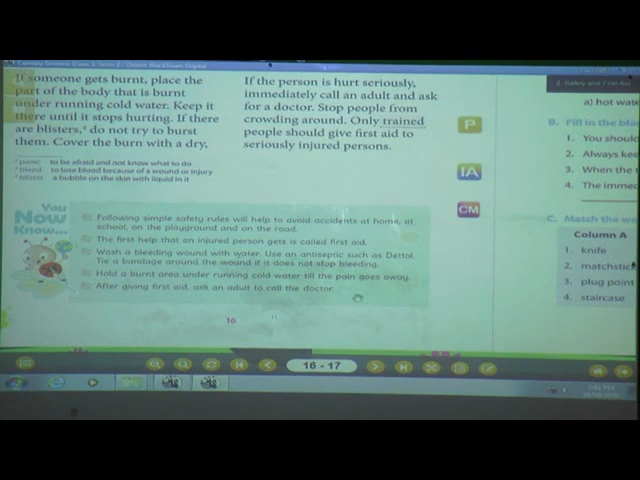 If someone gets burnt, place the
part of the body that is burnt
under running cold water. Keep it
there until it stops hurting. If there
are blisters,⁴ do not try to burst
them. Cover the burn with a dry,
If the person is hurt seriously,
immediately call an adult and ask
for a doctor. Stop people from
crowding around. Only trained
people should give first aid to
seriously injured persons.
² panic to be afraid and not know what to do
³ bleed to lose blood because of a wound or injury
⁴ blister a bubble on the skin with liquid in it
P
IA
CM
You
Now
Know...
Following simple safety rules will help to avoid accidents at home, at
school, on the playground and on the road.
The first help that an injured person gets is called first aid.
Wash a bleeding wound with water. Use an antiseptic such as Dettol.
Tie a bandage around the wound if it does not stop bleeding.
Hold a burnt area under running cold water till the pain goes away.
After giving first aid, ask an adult to call the doctor.
16
Safety and First Aid
a) hot wate
B. Fill in the bla
1. You should
2. Always kee
3. When the
4. The imme
C. Match the w
Column A
1. knife
2. matchstic
3. plug point
4. staircase
16 - 17